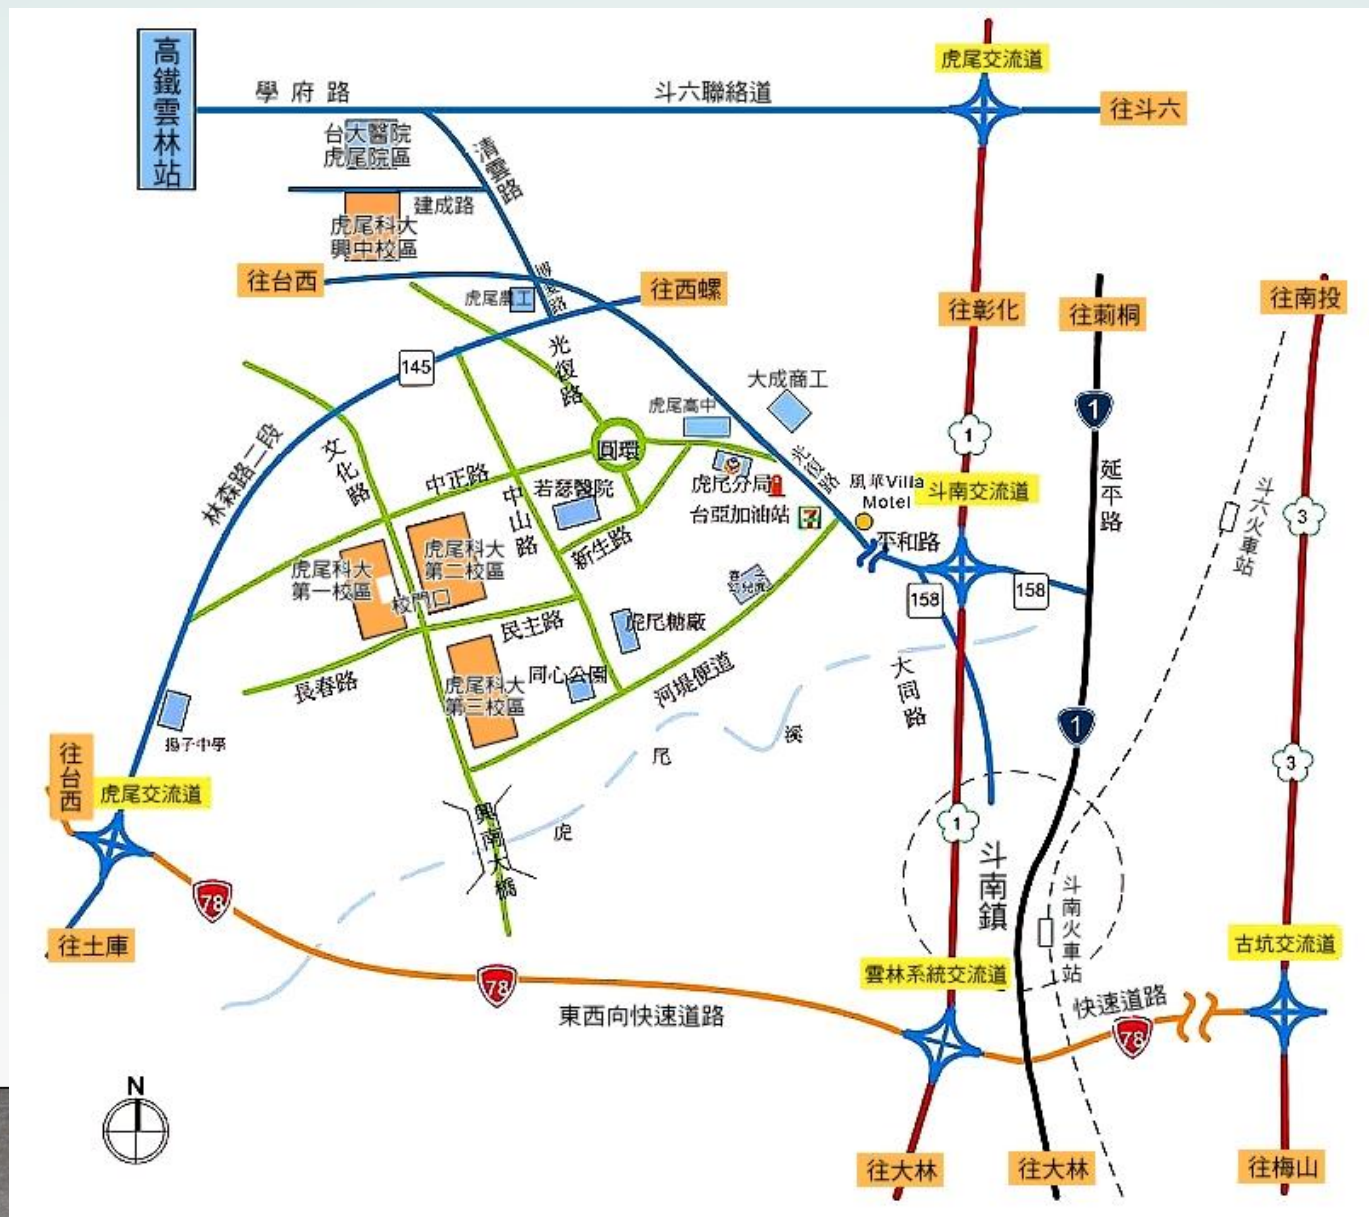 高鐵雲林站
學府路
斗六聯絡道
虎尾交流道
往斗六
台大醫院
虎尾院區
清雲路
建成路
虎尾科大
興中校區
往台西
虎尾農工
往西螺
往彰化
往莿桐
往南投
145
光復路
大成商工
虎尾高中
1
1
圓環
光復路
林森路二段
文化路
中正路
中山路
若瑟醫院
虎尾分局
風華Villa
Motel
斗南交流道
延平路
斗六火車站
3
台亞加油站
7
新生路
平和路
虎尾科大
第一校區
虎尾科大
第二校區
校門口
158
158
民主路
虎尾糖廠
長春路
同心公園
虎尾科大
第三校區
河堤便道
大同路
揚子中學
虎尾溪
1
3
往台西
虎尾交流道
興南大橋
1
斗南鎮
斗南火車站
78
往土庫
78
東西向快速道路
雲林系統交流道
快速道路
78
古坑交流道
N
往大林
往大林
往梅山